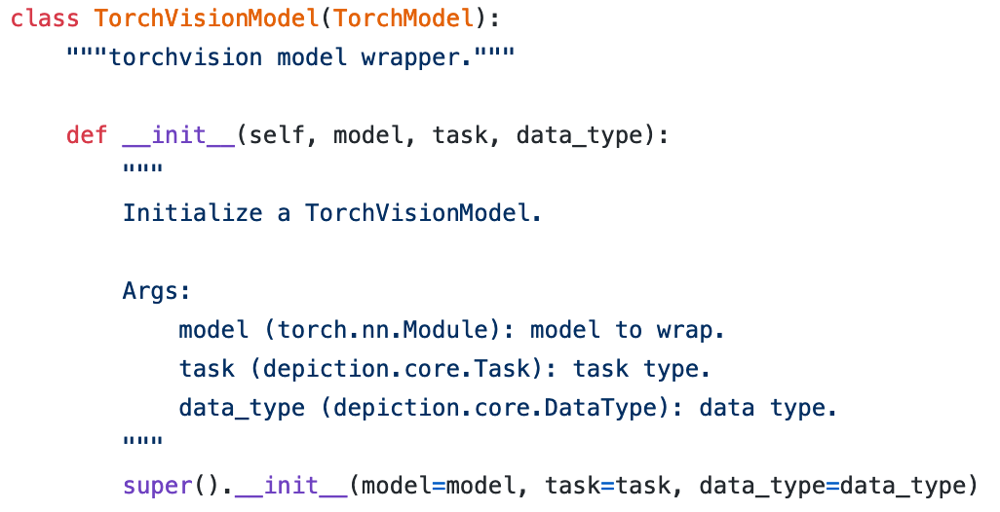 class TorchVisionModel(TorchModel):
    """torchvision model wrapper."""

    def __init__(self, model, task, data_type):
        """
        Initialize a TorchVisionModel.

        Args:
            model (torch.nn.Module): model to wrap.
            task (depiction.core.Task): task type.
            data_type (depiction.core.DataType): data type.
        """
        super().__init__(model=model, task=task, data_type=data_type)